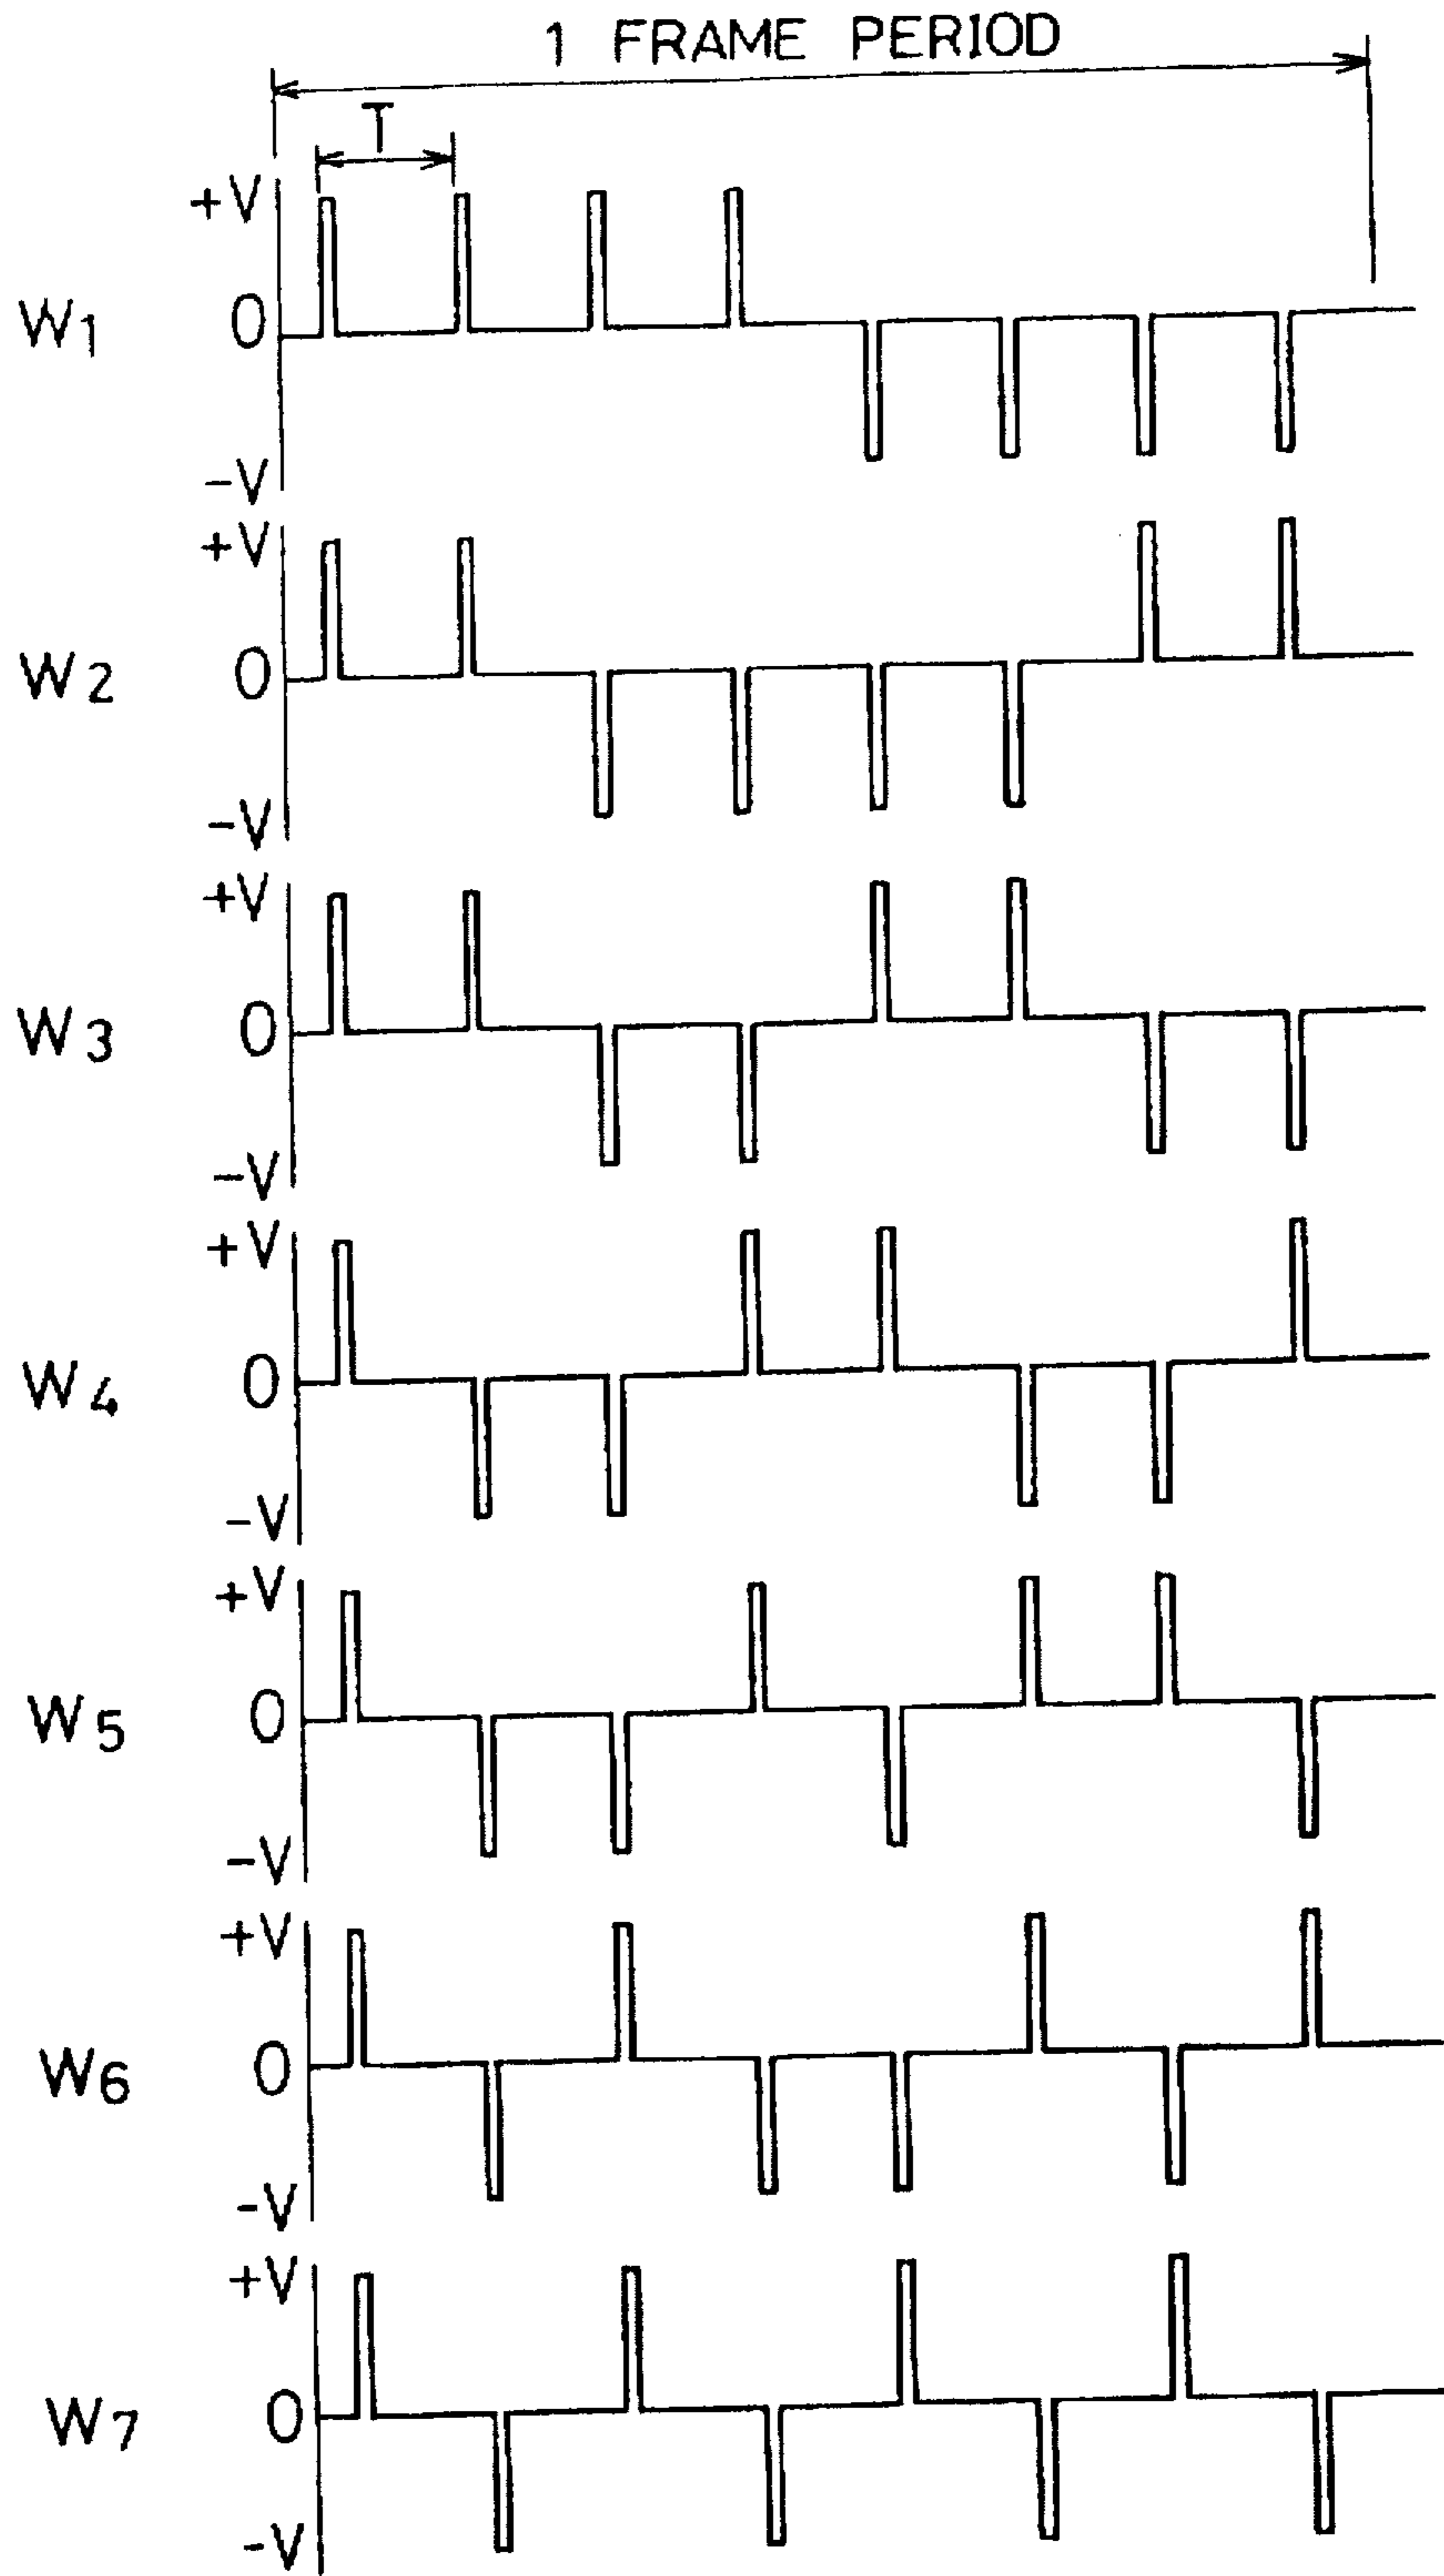 1 FRAME PERIOD
T
+V
W1 0
-V
+V
W2 0
-V
+V
W3 0
-V
+V
W4 0
-V
+V
W5 0
-V
+V
W6 0
-V
+V
W7 0
-V